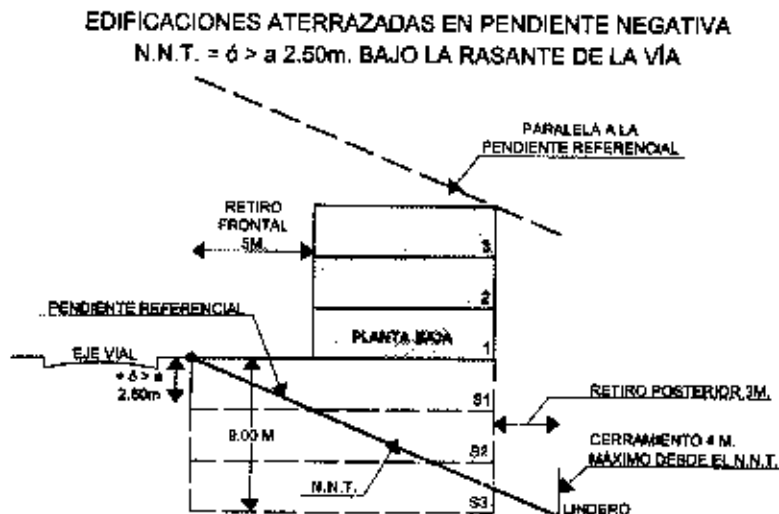 EDIFICACIONES ATERRAZADAS EN PENDIENTE NEGATIVA
N.N.T. = ó > a 2.50m. BAJO LA RASANTE DE LA VÍA
PARALELA A LA
PENDIENTE REFERENCIAL
RETIRO
FRONTAL
5M.
3
2
PENDIENTE REFERENCIAL
PLANTA BAJA
1
EJE VIAL
= ó > a
2.50m
S1
RETIRO POSTERIOR 3M.
9.00 M
S2
CERRAMIENTO 4 M.
MÁXIMO DESDE EL N.N.T.
N.N.T.
S3
LINDERO